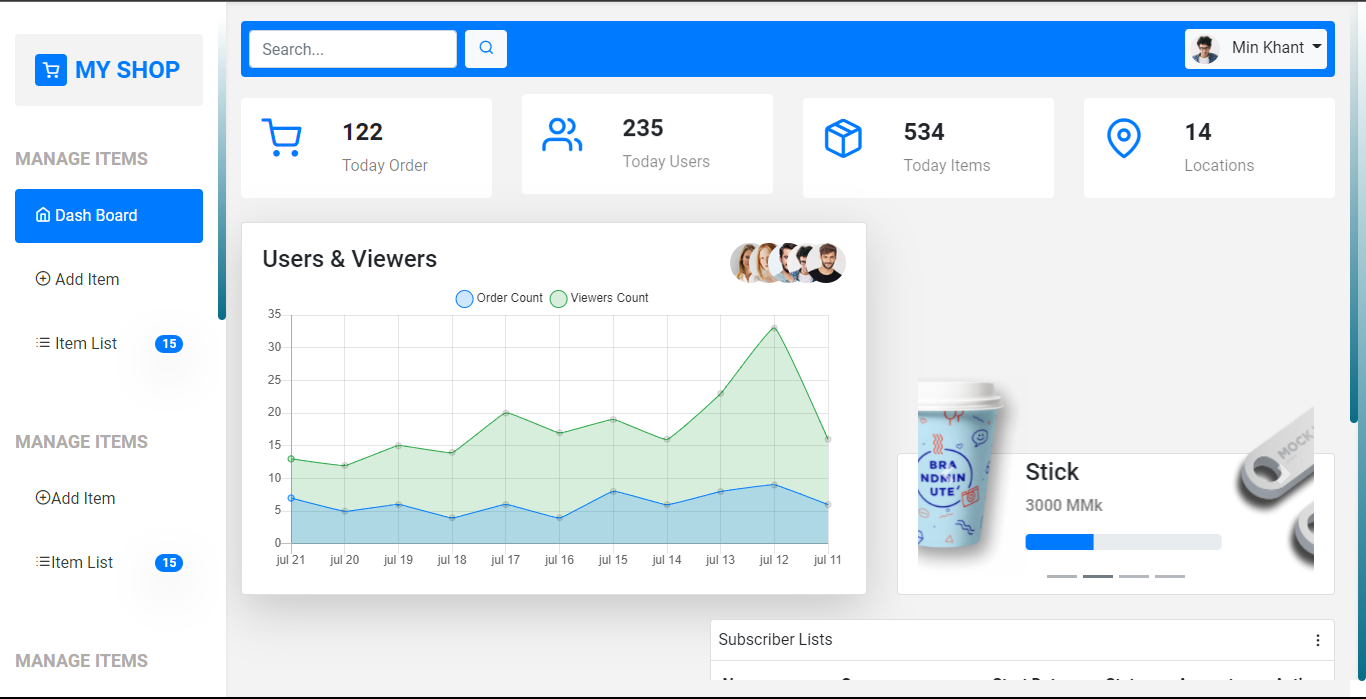 MY SHOP
Search...
Min Khant
122
Today Order
235
Today Users
534
Today Items
14
Locations
MANAGE ITEMS
Dash Board
Add Item
Item List 15
MANAGE ITEMS
Add Item
Item List 15
MANAGE ITEMS
Users & Viewers
Order Count Viewers Count
35
30
25
20
15
10
5
0
jul 21 jul 20 jul 19 jul 18 jul 17 jul 16 jul 15 jul 14 jul 13 jul 12 jul 11
BRA
NDMIN
UTE'
MOCK
Stick
3000 MMk
Subscriber Lists